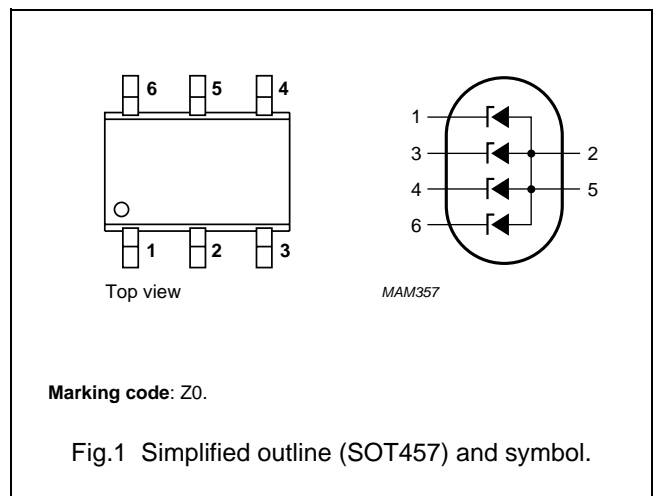 6 5 4
1 2 3
Top view
1
3 2
4 5
6
MAM357
Marking code: Z0.
Fig.1 Simplified outline (SOT457) and symbol.